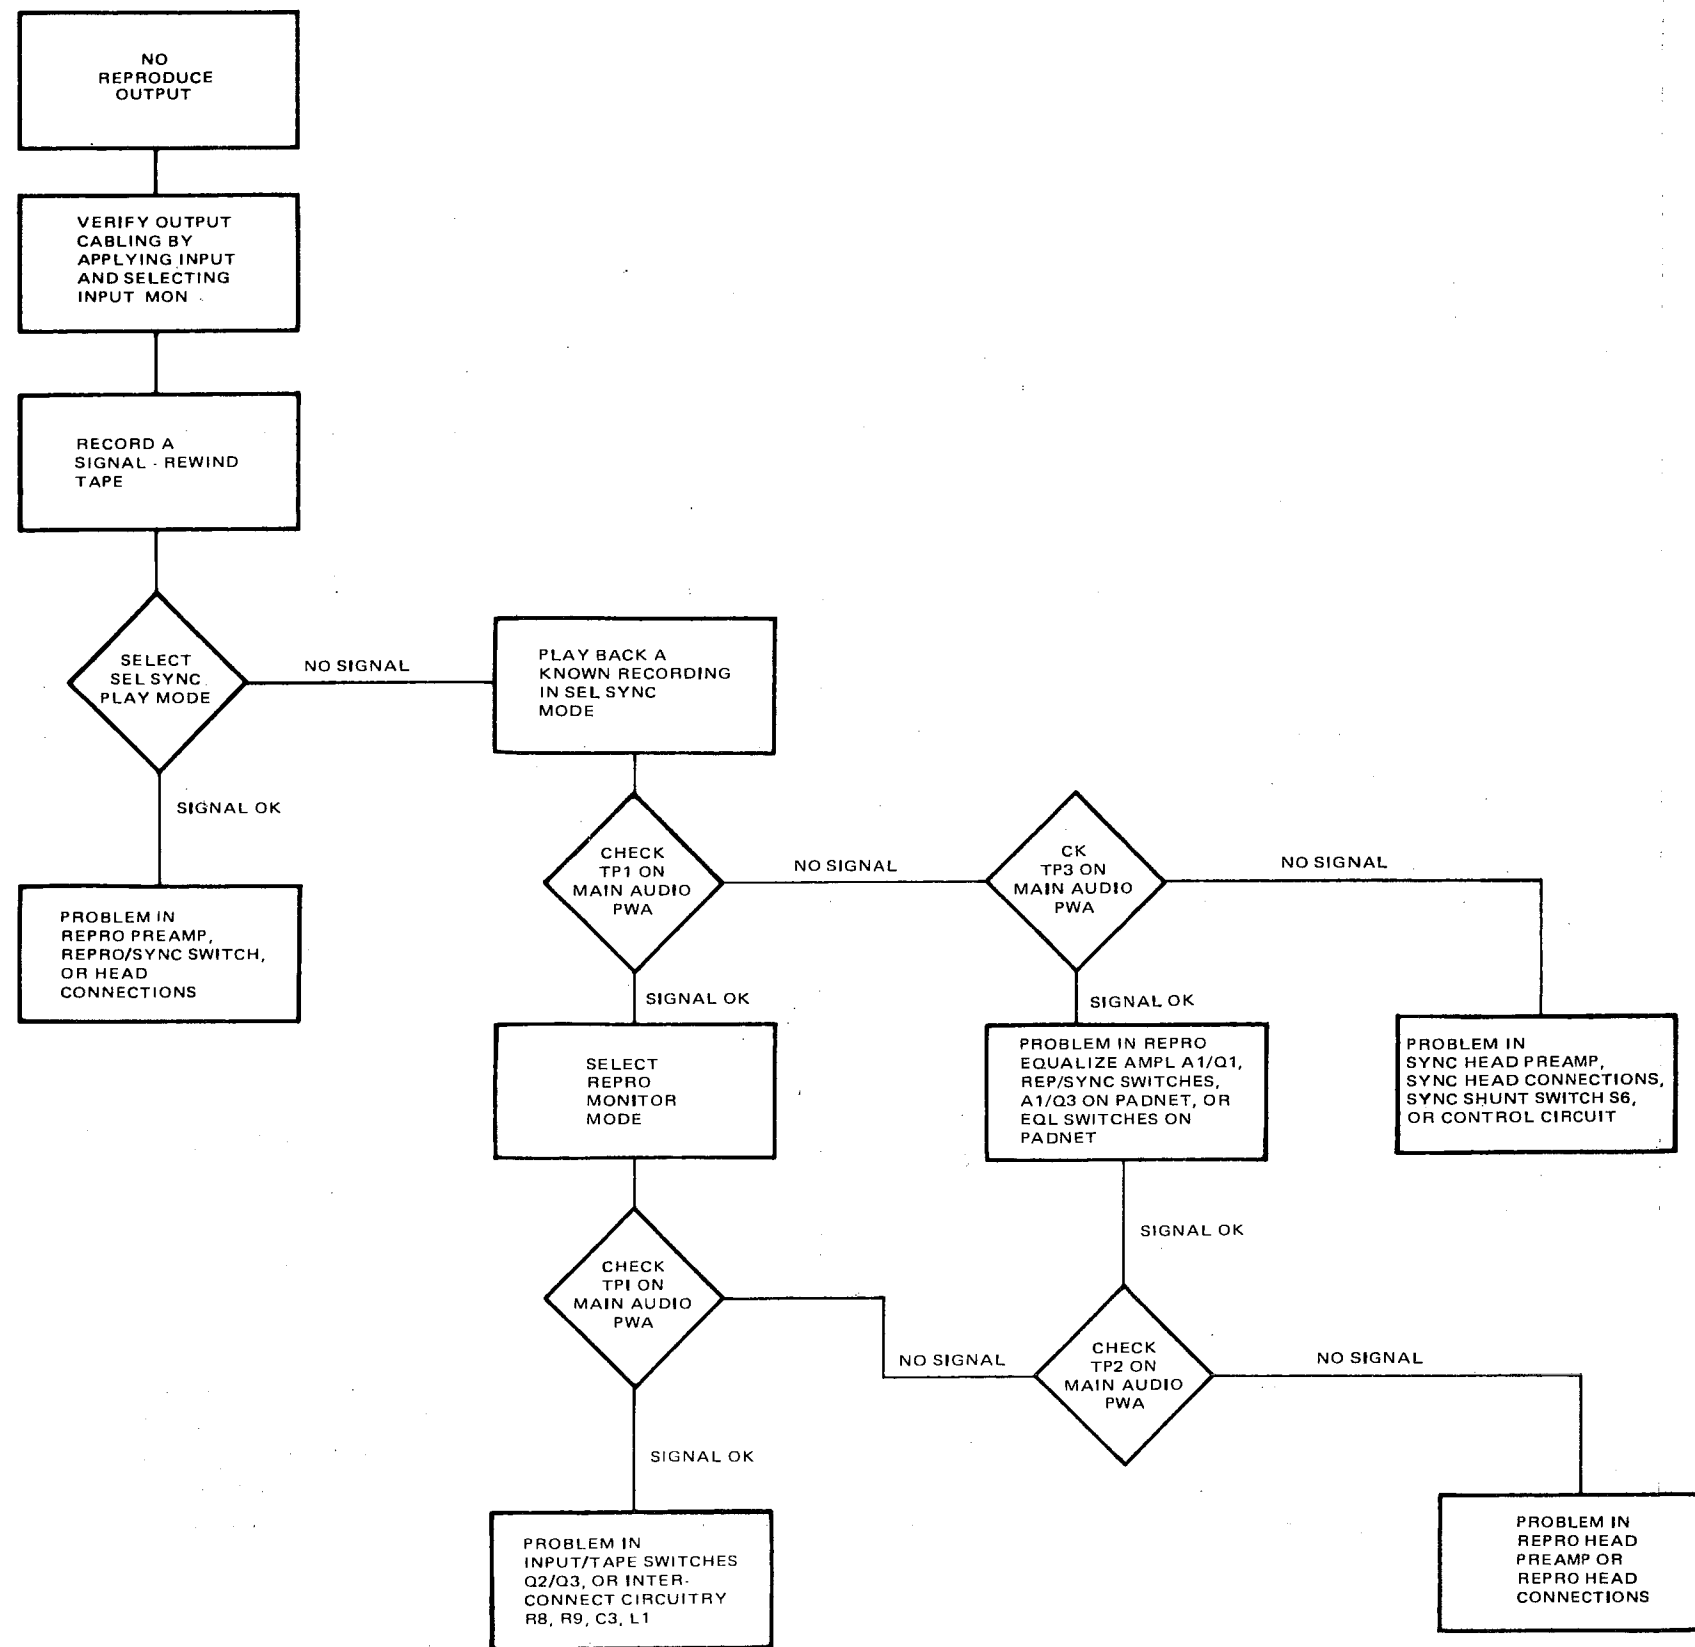 NO
REPRODUCE
OUTPUT
VERIFY OUTPUT
CABLING BY
APPLYING INPUT
AND SELECTING
INPUT MON
RECORD A
SIGNAL - REWIND
TAPE
SELECT
SEL SYNC
PLAY MODE
NO SIGNAL
PLAY BACK A
KNOWN RECORDING
IN SEL SYNC
MODE
SIGNAL OK
PROBLEM IN
REPRO PREAMP,
REPRO/SYNC SWITCH,
OR HEAD
CONNECTIONS
CHECK
TP1 ON
MAIN AUDIO
PWA
NO SIGNAL
CK
TP3 ON
MAIN AUDIO
PWA
NO SIGNAL
SIGNAL OK
SIGNAL OK
SELECT
REPRO
MONITOR
MODE
PROBLEM IN REPRO
EQUALIZE AMPL A1/Q1,
REP/SYNC SWITCHES,
A1/Q3 ON PADNET, OR
EQL SWITCHES ON
PADNET
PROBLEM IN
SYNC HEAD PREAMP,
SYNC HEAD CONNECTIONS,
SYNC SHUNT SWITCH S6,
OR CONTROL CIRCUIT
SIGNAL OK
CHECK
TPI ON
MAIN AUDIO
PWA
NO SIGNAL
CHECK
TP2 ON
MAIN AUDIO
PWA
NO SIGNAL
SIGNAL OK
PROBLEM IN
INPUT/TAPE SWITCHES
Q2/Q3, OR INTER-
CONNECT CIRCUITRY
R8, R9, C3, L1
PROBLEM IN
REPRO HEAD
PREAMP OR
REPRO HEAD
CONNECTIONS